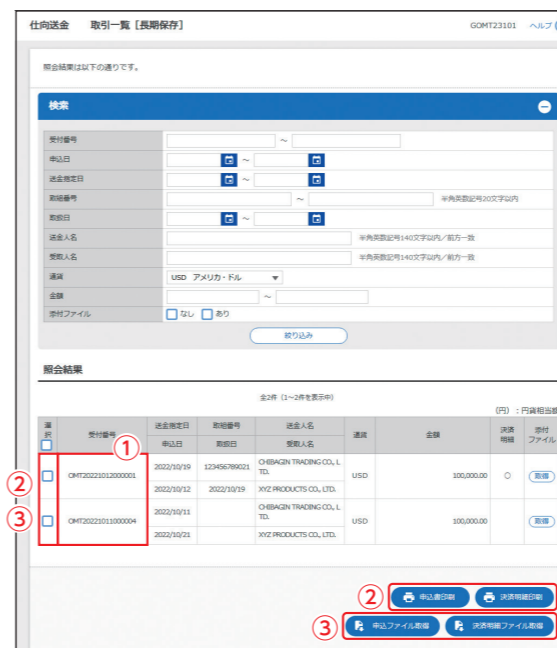 仕向送金 取引一覧［長期保存］ GOMT23101 ヘルプ
照会結果は以下の通りです。
検索
受付番号 ～
申込日 ～
送金指定日 ～
取組番号 ～ 半角英数記号20文字以内
取組日 ～
送金人名 半角英数記号140文字以内／前方一致
受取人名 半角英数記号140文字以内／前方一致
通貨 USD アメリカ・ドル ▼
金額 ～
添付ファイル なし あり
絞り込み
照会結果
全2件（1～2件を表示中）
（円）：円貨相当額
選択 受付番号 送金指定日 取組番号 送金人名 通貨 金額 決済明細 添付ファイル
申込日 取組日 受取人名
①
② OMT20221012000001 2022/10/19 123456789021 CHIBAGIN TRADING CO., L
TD. USD 100,000.00 ○ 取得
2022/10/12 2022/10/19 XYZ PRODUCTS CO., LTD.
③ OMT20221011000004 2022/10/11 CHIBAGIN TRADING CO., L
TD. USD 100,000.00 取得
2022/10/21 XYZ PRODUCTS CO., LTD.
② 申込書印刷 決済明細印刷
③ 申込ファイル取得 決済明細ファイル取得